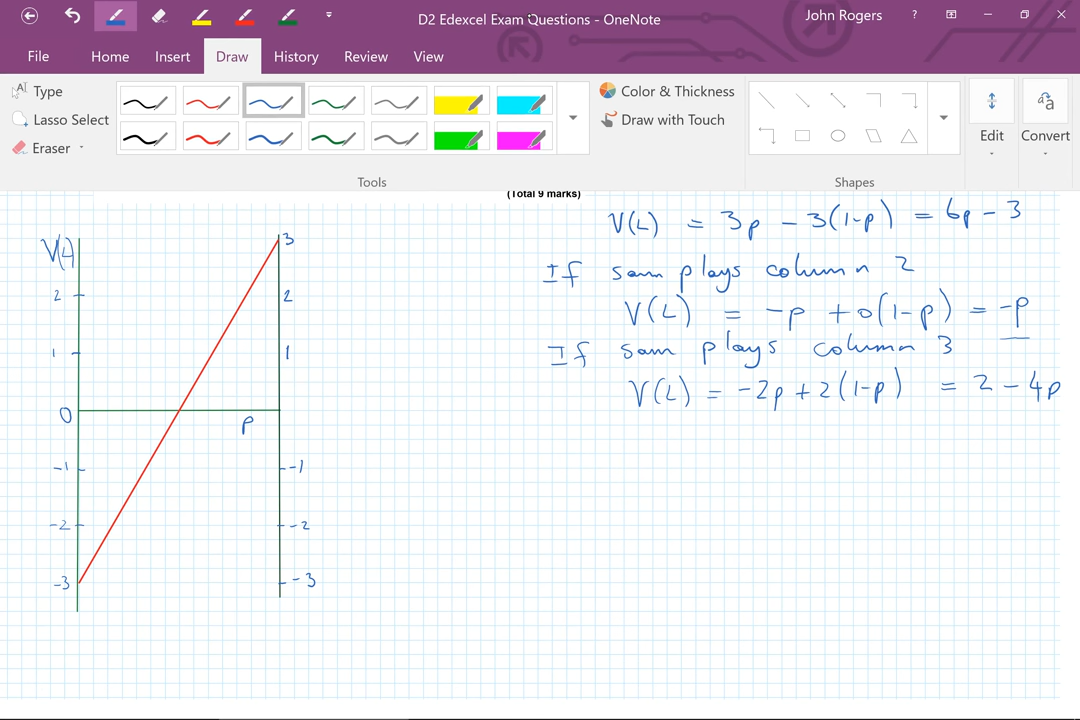 D2 Edexcel Exam Questions - OneNote
John Rogers
?
File Home Insert Draw History Review View
Type
Lasso Select
Eraser
Color & Thickness
Draw with Touch
Edit
Convert
Tools
Shapes
(Total 9 marks)
V(L) = 3p - 3(1-p) = 6p - 3
If sam plays column 2
V(L) = -p + 0(1-p) = -p
If sam plays column 3
V(L) = -2p + 2(1-p) = 2 - 4p
V(L)
3
2
2
1
1
0
p
-1
-1
-2
-2
-3
-3